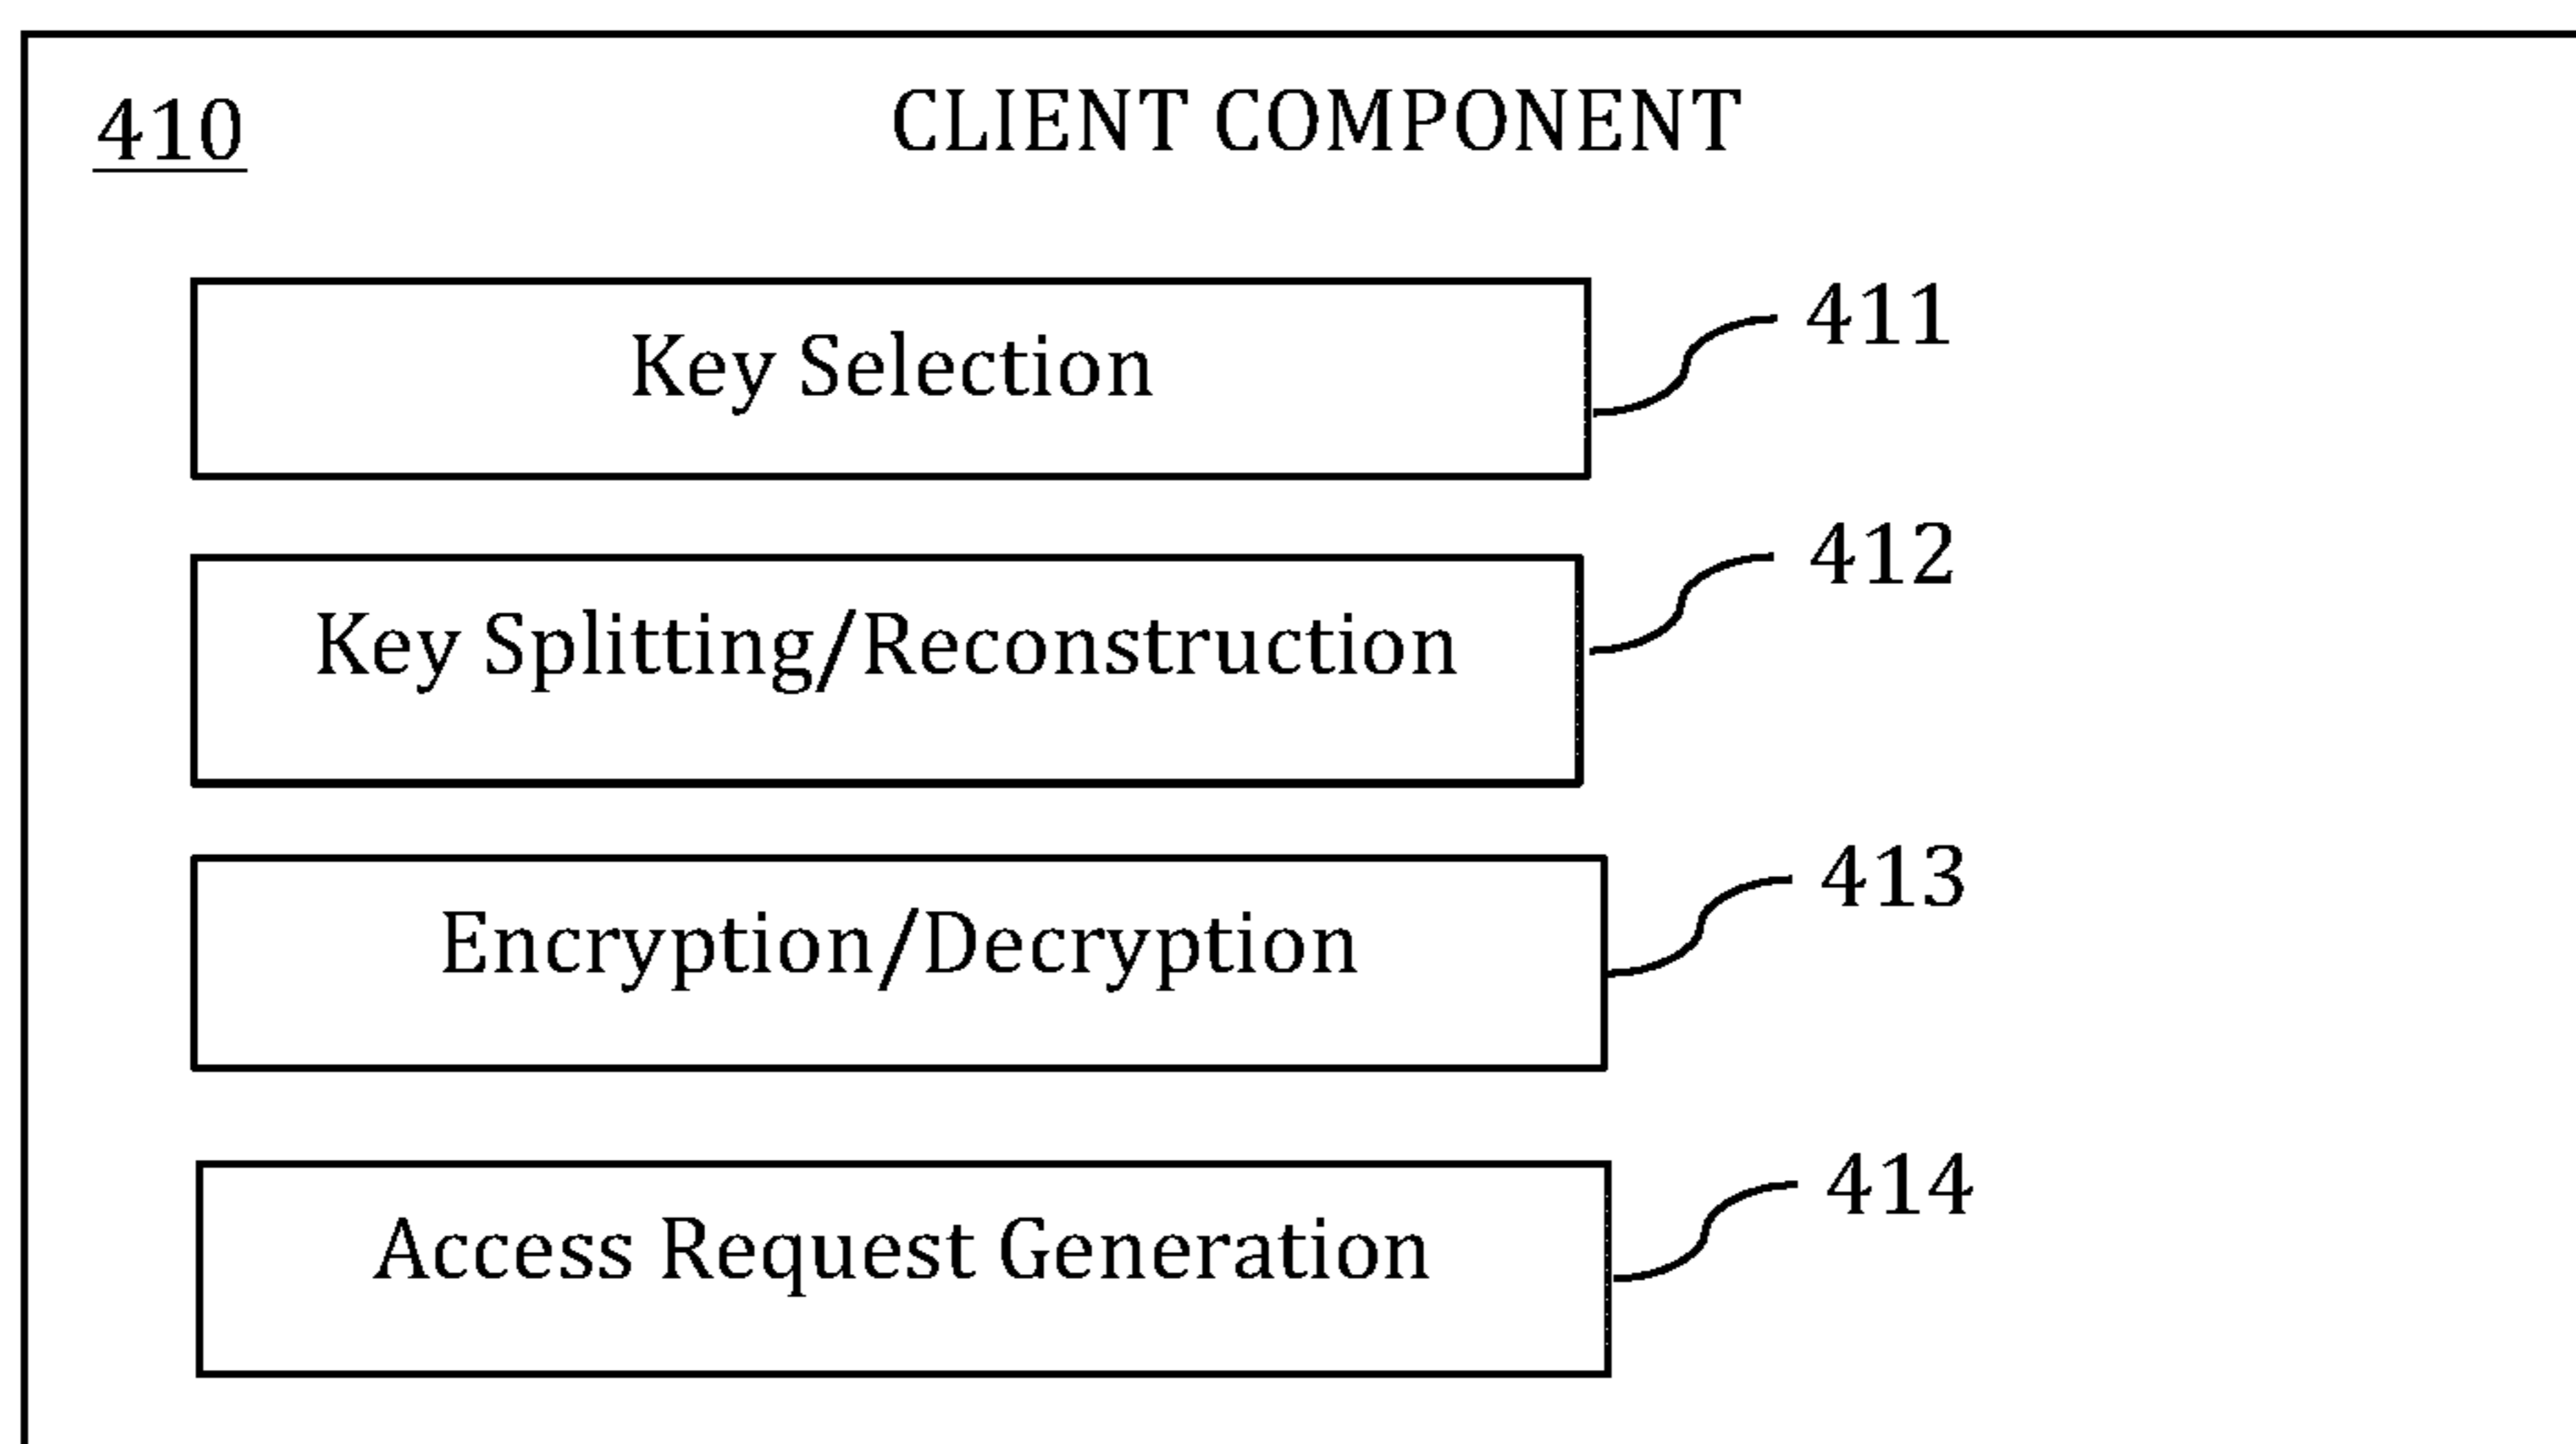 410
CLIENT COMPONENT
Key Selection
411
Key Splitting/Reconstruction
412
Encryption/Decryption
413
Access Request Generation
414